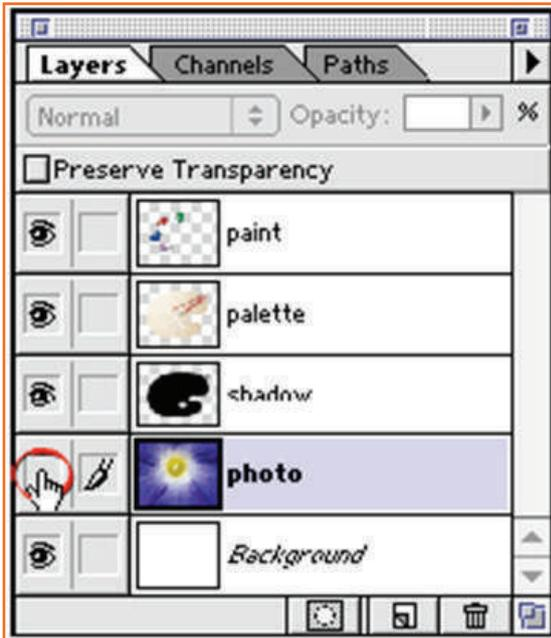 Layers Channels Paths
Normal Opacity: %
Preserve Transparency
paint
palette
shadow
photo
Background